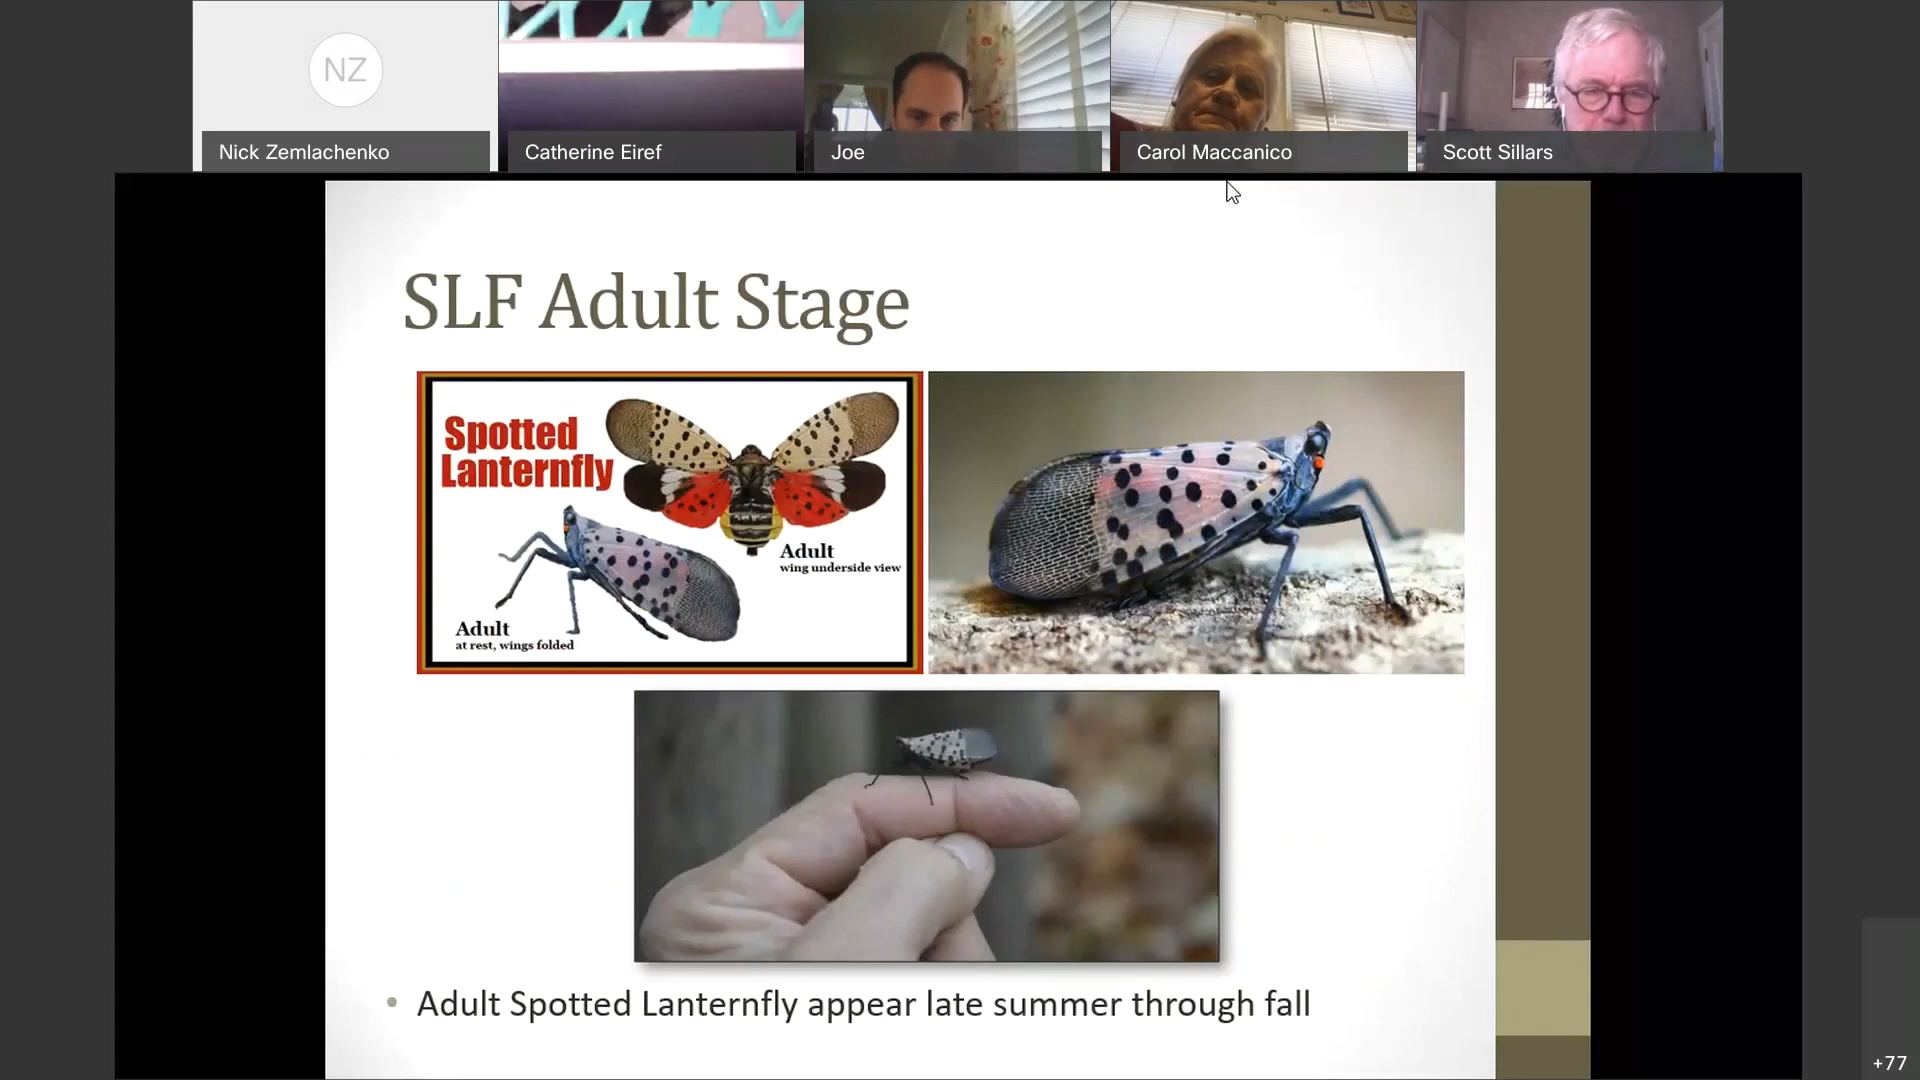 NZ
Nick Zemlachenko
Catherine Eiref
Joe
Carol Maccanico
Scott Sillars
SLF Adult Stage
Spotted
Lanternfly
Adult
wing underside view
Adult
at rest, wings folded
• Adult Spotted Lanternfly appear late summer through fall
+77